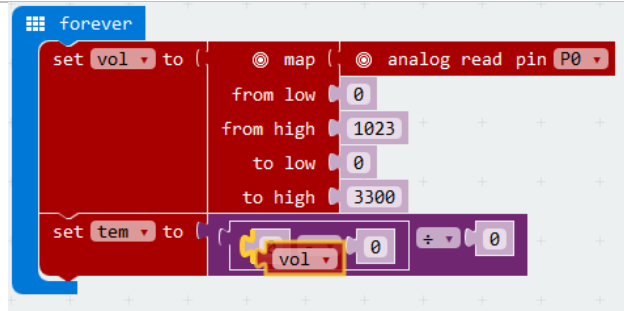 forever
set vol to ( map ( analog read pin P0
from low 0
from high 1023
to low 0
to high 3300
set tem to ( ( vol 0 ÷ 0